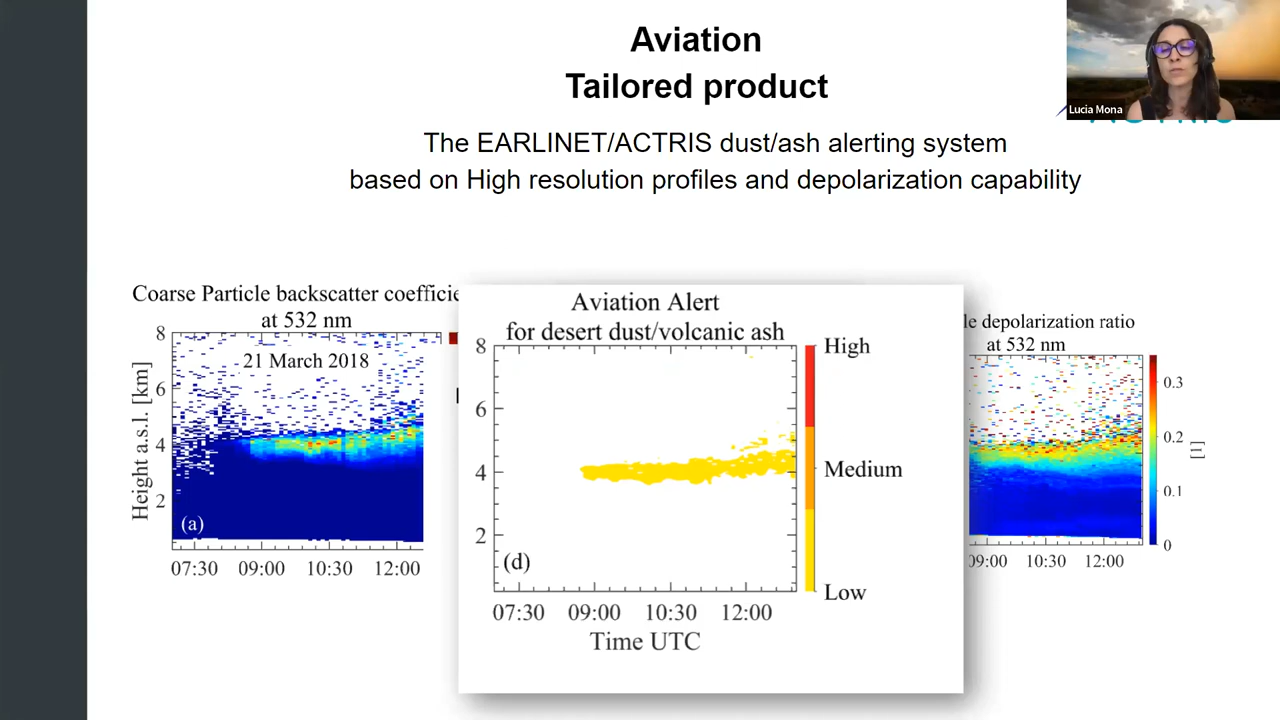 Aviation
Tailored product
Lucia Mona
The EARLINET/ACTRIS dust/ash alerting system
based on High resolution profiles and depolarization capability
Coarse Particle backscatter
at 532 nm
8
6
4
2
Height a.s.l. [km]
21 March 2018
(a)
07:30 09:00 10:30 12:00
Aviation Alert
for desert dust/volcanic ash
8
6
4
2
(d)
07:30 09:00 10:30 12:00
Time UTC
High
Medium
Low
depolarization ratio
at 532 nm
0.3
0.2
0.1
0
[1]
09:00 10:30 12:00